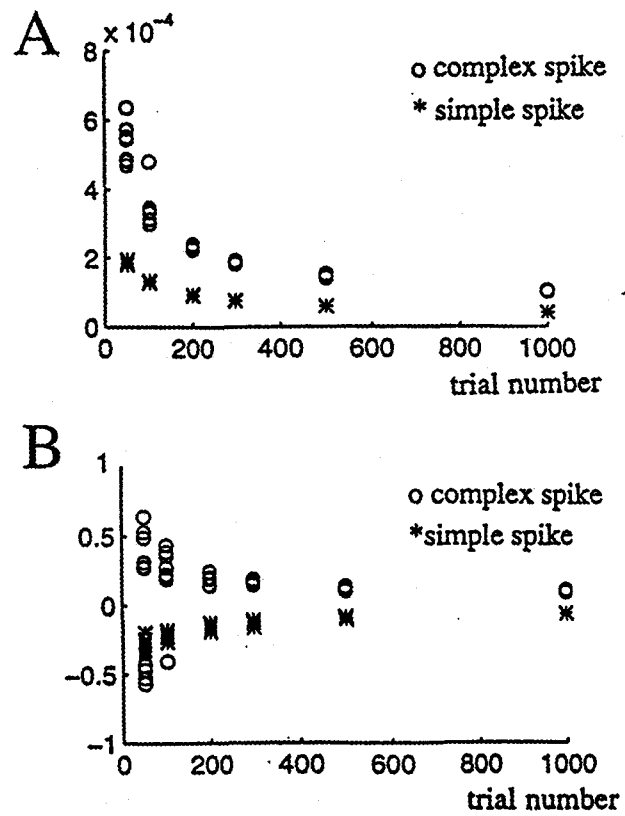 A
× 10⁻⁴
8
6
4
2
0
o complex spike
* simple spike
0 200 400 600 800 1000
trial number
B
1
0.5
0
−0.5
−1
o complex spike
*simple spike
0 200 400 600 800 1000
trial number